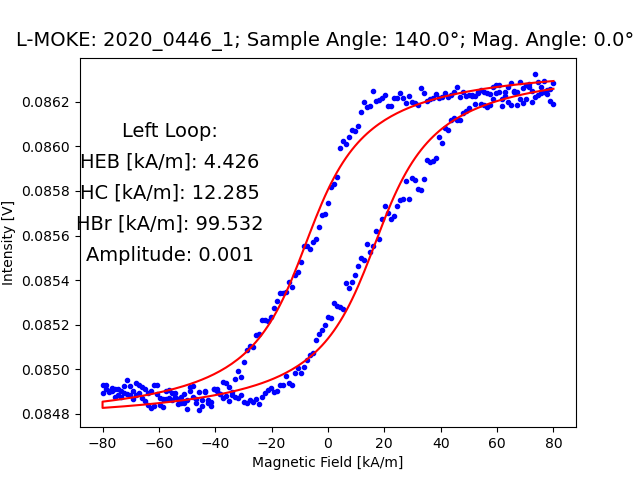 L-MOKE: 2020_0446_1; Sample Angle: 140.0°; Mag. Angle: 0.0°
Left Loop:
HEB [kA/m]: 4.426
HC [kA/m]: 12.285
HBr [kA/m]: 99.532
Amplitude: 0.001
Intensity [V]
0.0862
0.0860
0.0858
0.0856
0.0854
0.0852
0.0850
0.0848
−80
−60
−40
−20
0
20
40
60
80
Magnetic Field [kA/m]